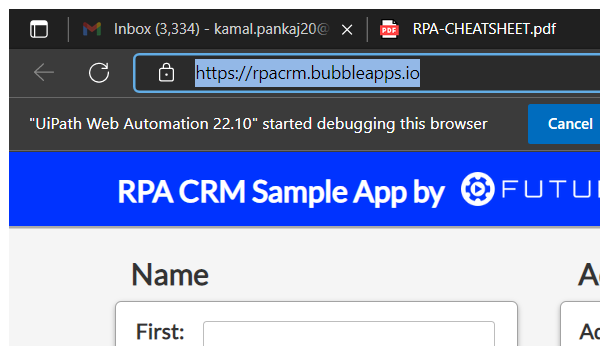 Inbox (3,334) - kamal.pankaj20@
PDF
RPA-CHEATSHEET.pdf
https://rpacrm.bubbleapps.io
"UiPath Web Automation 22.10" started debugging this browser
Cancel
RPA CRM Sample App by
Name
First: